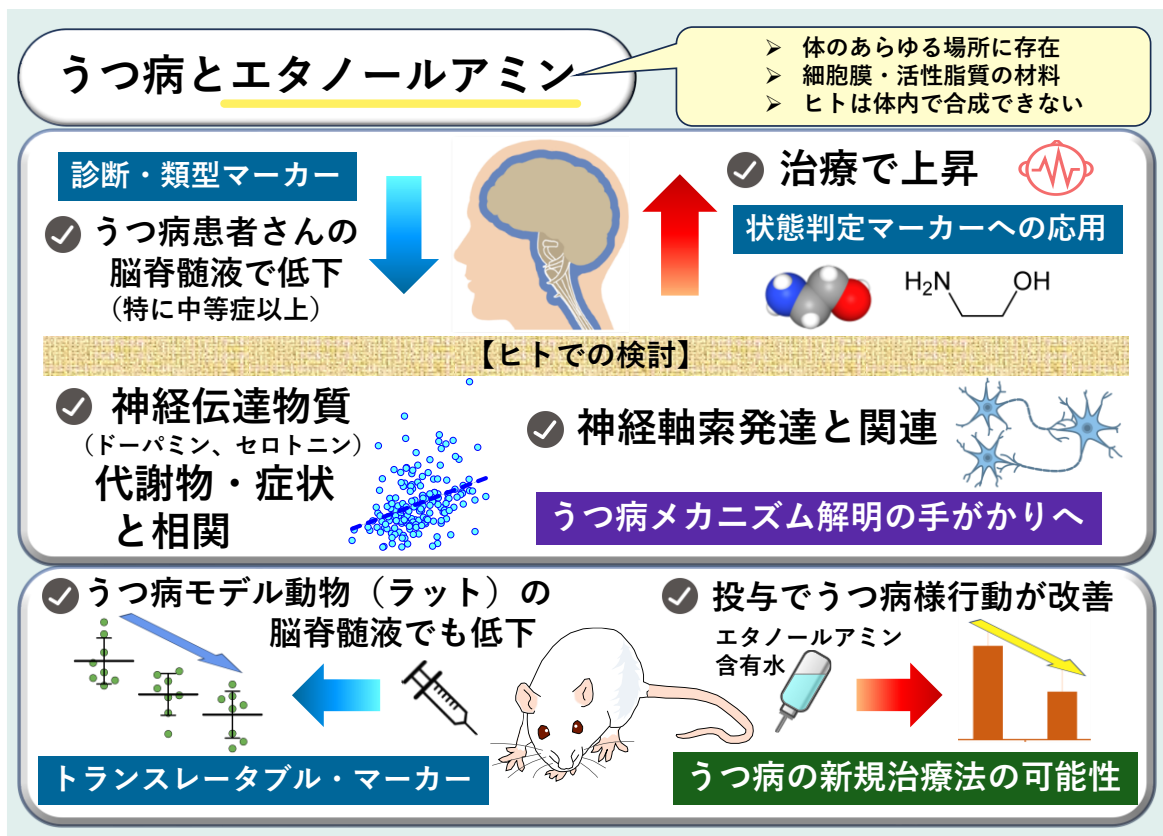 うつ病とエタノールアミン
➢ 体のあらゆる場所に存在
➢ 細胞膜・活性脂質の材料
➢ ヒトは体内で合成できない
診断・類型マーカー
うつ病患者さんの
脳脊髄液で低下
（特に中等症以上）
治療で上昇
状態判定マーカーへの応用
H₂N
OH
【ヒトでの検討】
神経伝達物質
（ドーパミン、セロトニン）
代謝物・症状
と相関
神経軸索発達と関連
うつ病メカニズム解明の手がかりへ
うつ病モデル動物（ラット）の
脳脊髄液でも低下
トランスレータブル・マーカー
投与でうつ病様行動が改善
エタノールアミン
含有水
うつ病の新規治療法の可能性